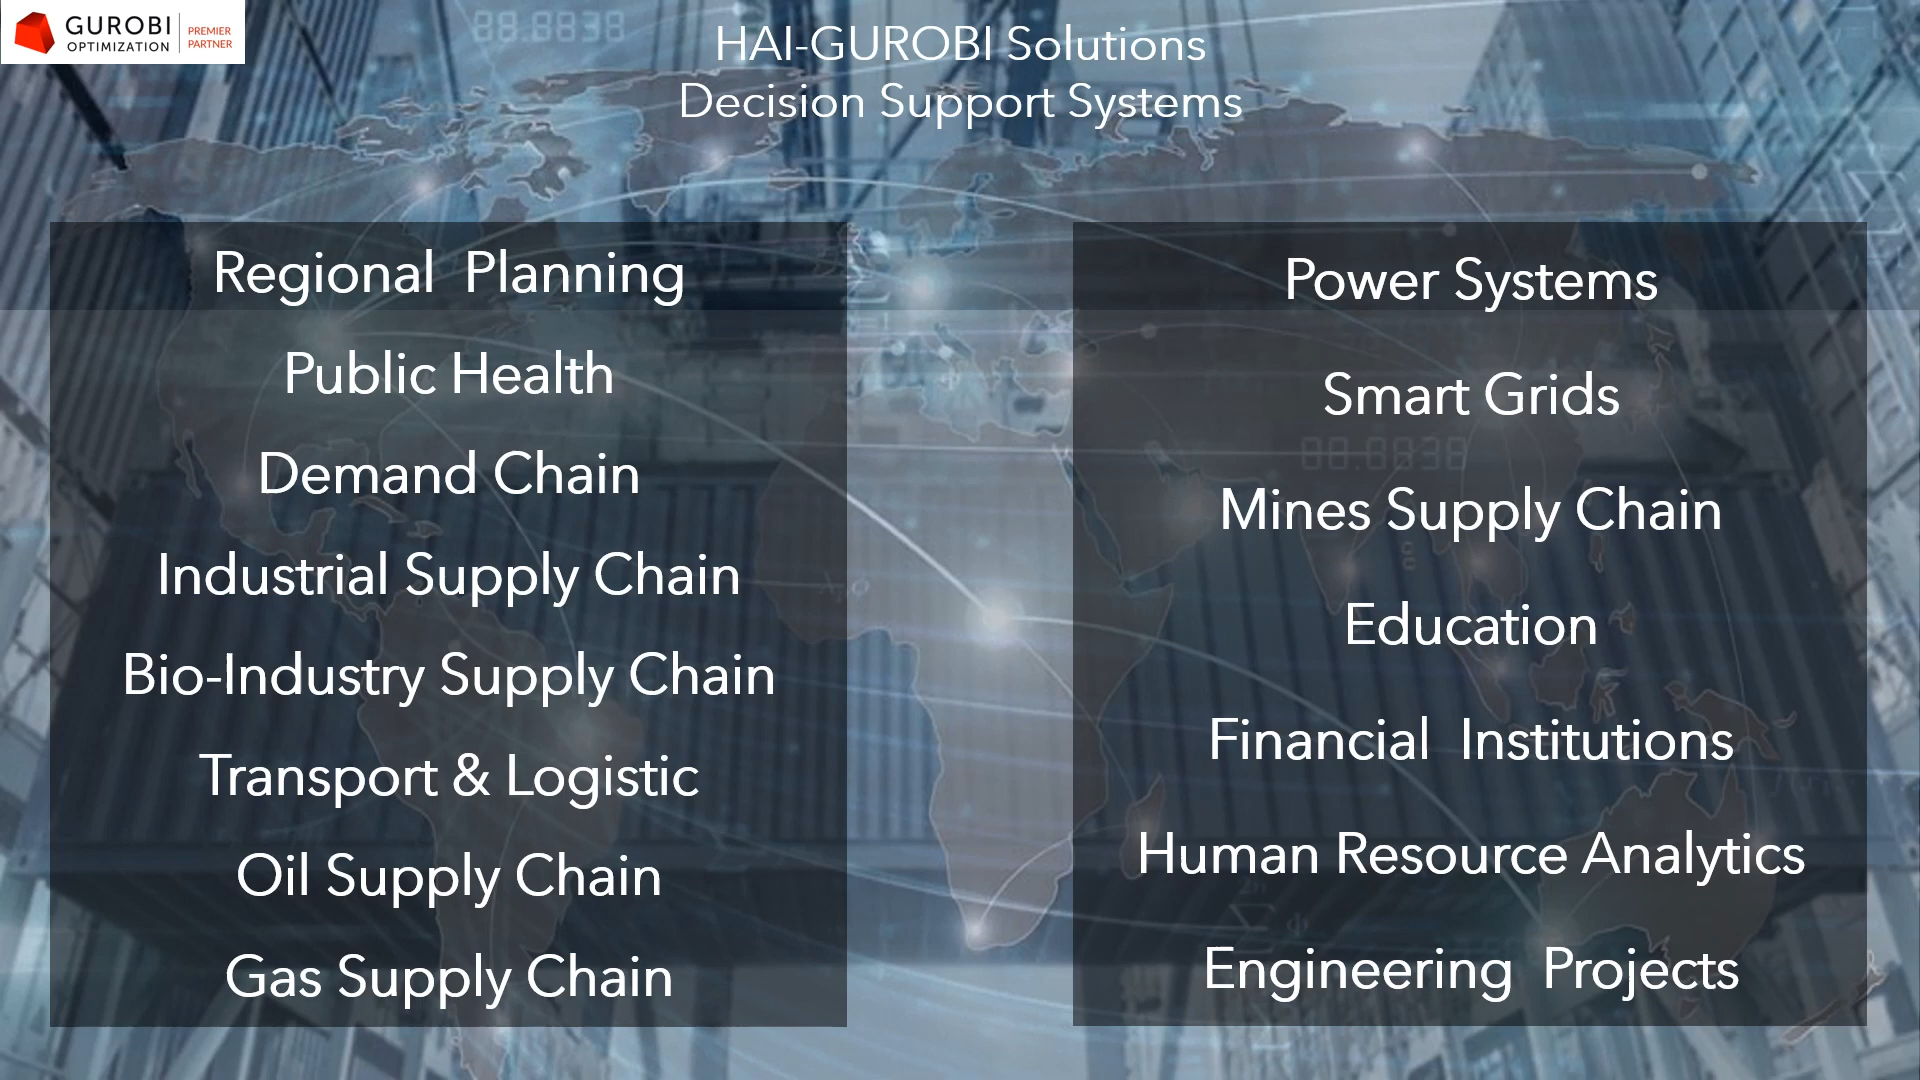 GUROBI
OPTIMIZATION
PREMIER
PARTNER
HAI-GUROBI Solutions
Decision Support Systems
Regional Planning
Public Health
Demand Chain
Industrial Supply Chain
Bio-Industry Supply Chain
Transport & Logistic
Oil Supply Chain
Gas Supply Chain
Power Systems
Smart Grids
Mines Supply Chain
Education
Financial Institutions
Human Resource Analytics
Engineering Projects